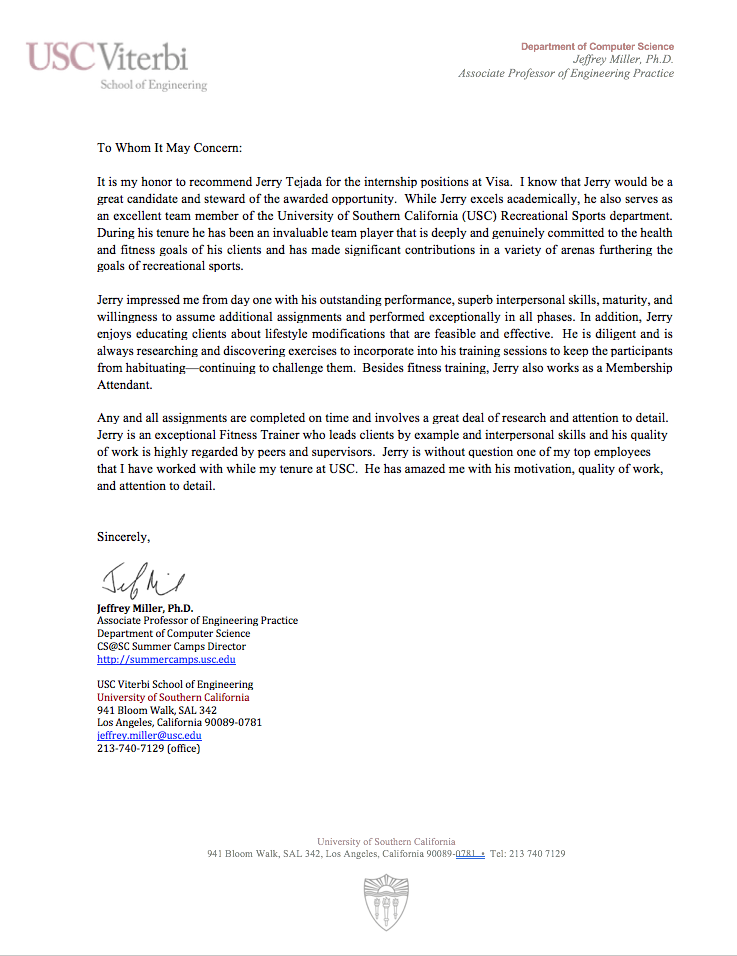 USC Viterbi
School of Engineering
Department of Computer Science
Jeffrey Miller, Ph.D.
Associate Professor of Engineering Practice
To Whom It May Concern:
It is my honor to recommend Jerry Tejada for the internship positions at Visa.  I know that Jerry would be a
great candidate and steward of the awarded opportunity.  While Jerry excels academically, he also serves as
an excellent team member of the University of Southern California (USC) Recreational Sports department.
During his tenure he has been an invaluable team player that is deeply and genuinely committed to the health
and fitness goals of his clients and has made significant contributions in a variety of arenas furthering the
goals of recreational sports.
Jerry impressed me from day one with his outstanding performance, superb interpersonal skills, maturity, and
willingness to assume additional assignments and performed exceptionally in all phases. In addition, Jerry
enjoys educating clients about lifestyle modifications that are feasible and effective.  He is diligent and is
always researching and discovering exercises to incorporate into his training sessions to keep the participants
from habituating—continuing to challenge them.  Besides fitness training, Jerry also works as a Membership
Attendant.
Any and all assignments are completed on time and involves a great deal of research and attention to detail.
Jerry is an exceptional Fitness Trainer who leads clients by example and interpersonal skills and his quality
of work is highly regarded by peers and supervisors.  Jerry is without question one of my top employees
that I have worked with while my tenure at USC.  He has amazed me with his motivation, quality of work,
and attention to detail.
Sincerely,
Jeff Mil
Jeffrey Miller, Ph.D.
Associate Professor of Engineering Practice
Department of Computer Science
CS@SC Summer Camps Director
http://summercamps.usc.edu
USC Viterbi School of Engineering
University of Southern California
941 Bloom Walk, SAL 342
Los Angeles, California 90089-0781
jeffrey.miller@usc.edu
213-740-7129 (office)
University of Southern California
941 Bloom Walk, SAL 342, Los Angeles, California 90089-0781 • Tel: 213 740 7129